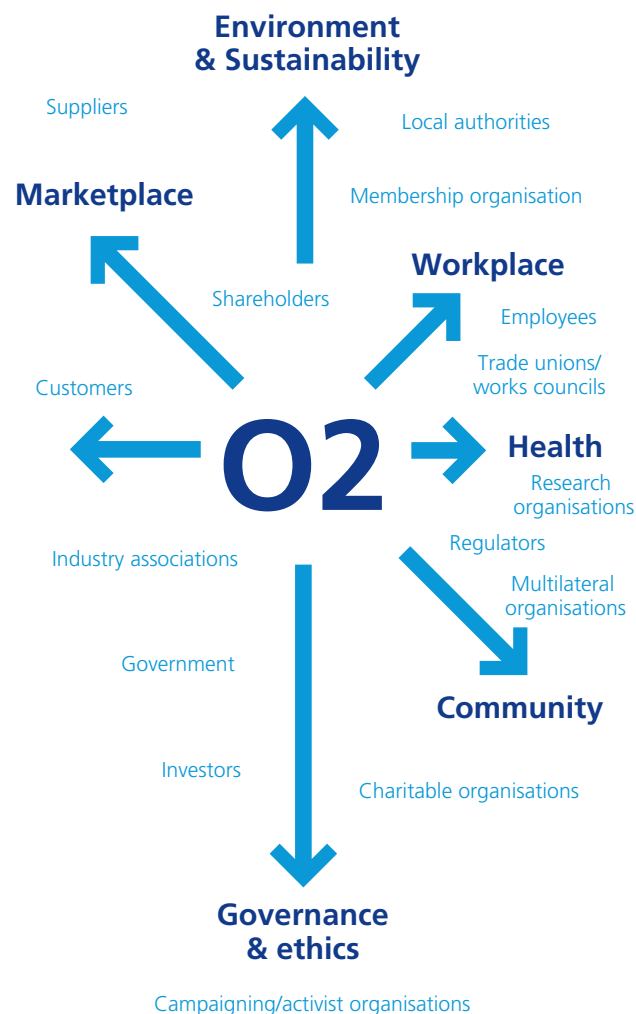 Environment
& Sustainability
Suppliers
Local authorities
Marketplace
Membership organisation
Workplace
Shareholders
Employees
Trade unions/
works councils
Customers
O2
Health
Research
organisations
Regulators
Industry associations
Multilateral
organisations
Government
Community
Investors
Charitable organisations
Governance
& ethics
Campaigning/activist organisations